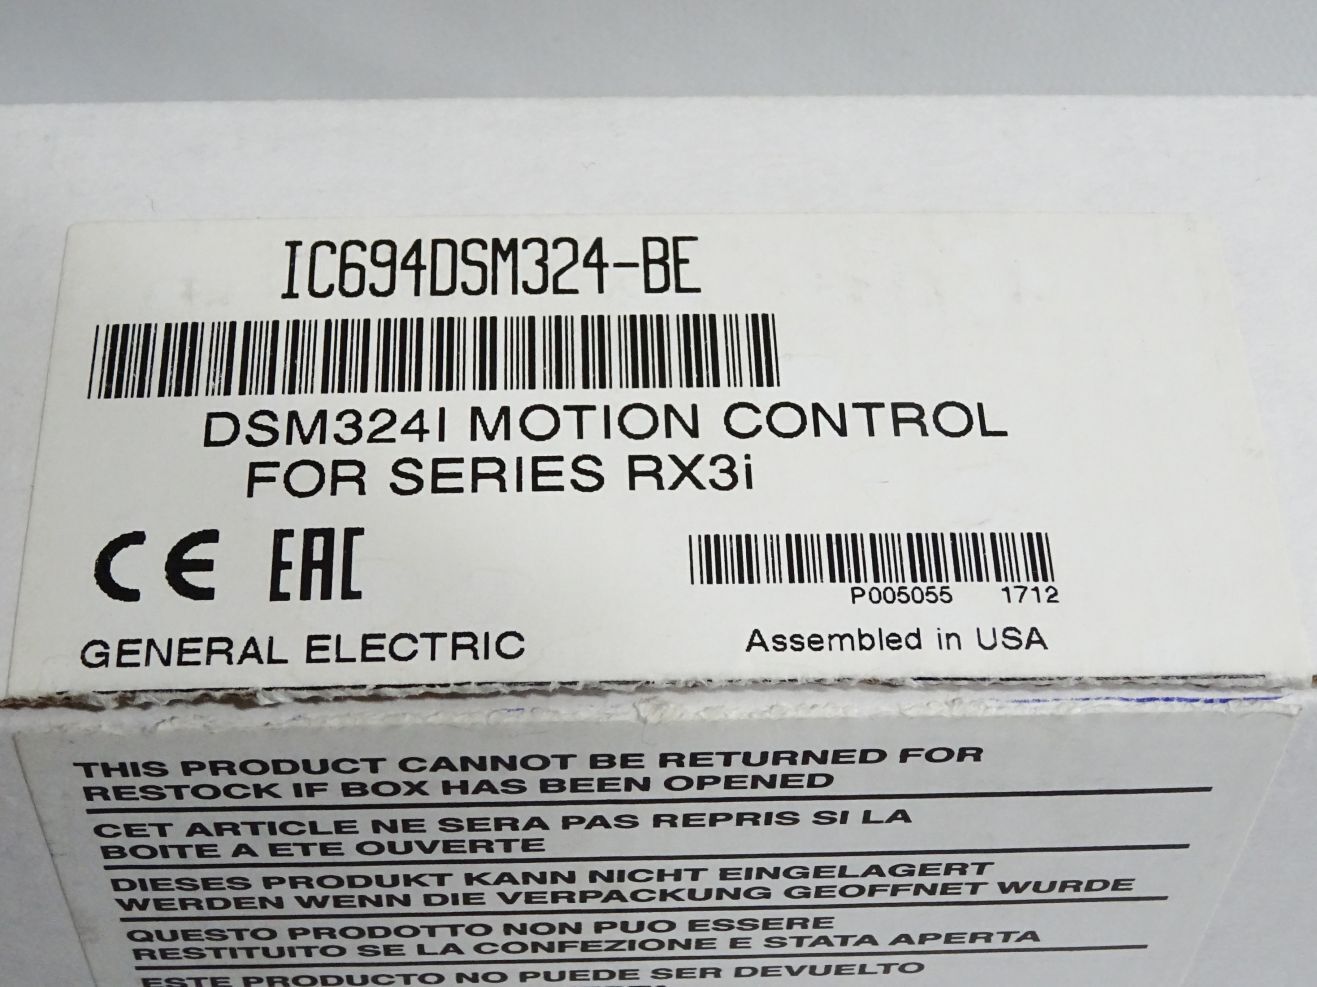 IC694DSM324-BE
DSM324I MOTION CONTROL
FOR SERIES RX3i
CE EAC
P005055 1712
GENERAL ELECTRIC
Assembled in USA
THIS PRODUCT CANNOT BE RETURNED FOR
RESTOCK IF BOX HAS BEEN OPENED
CET ARTICLE NE SERA PAS REPRIS SI LA
BOITE A ETE OUVERTE
DIESES PRODUKT KANN NICHT EINGELAGERT
WERDEN WENN DIE VERPACKUNG GEOFFNET WURDE
QUESTO PRODOTTO NON PUO ESSERE
RESTITUITO SE LA CONFEZIONE E STATA APERTA
ESTE PRODUCTO NO PUEDE SER DEVUELTO